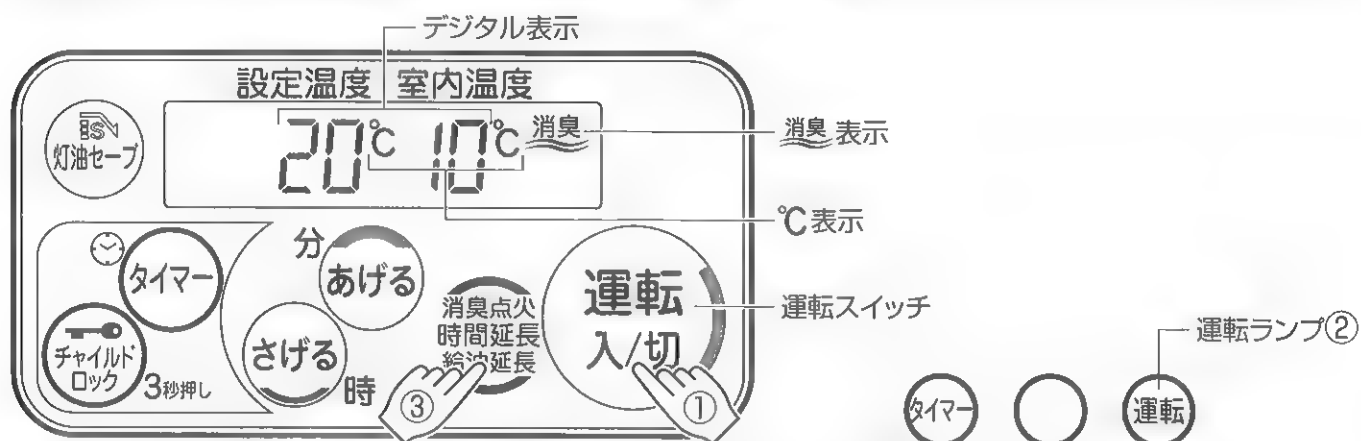 デジタル表示
設定温度 室内温度
灯油セーブ
20℃ 10℃ 消臭
消臭 表示
℃表示
分
あげる
タイマー
消臭点火
時間延長
給油延長
運転
入/切
運転スイッチ
チャイルド
ロック
3秒押し
さげる
時
③
①
運転ランプ②
タイマー
運転